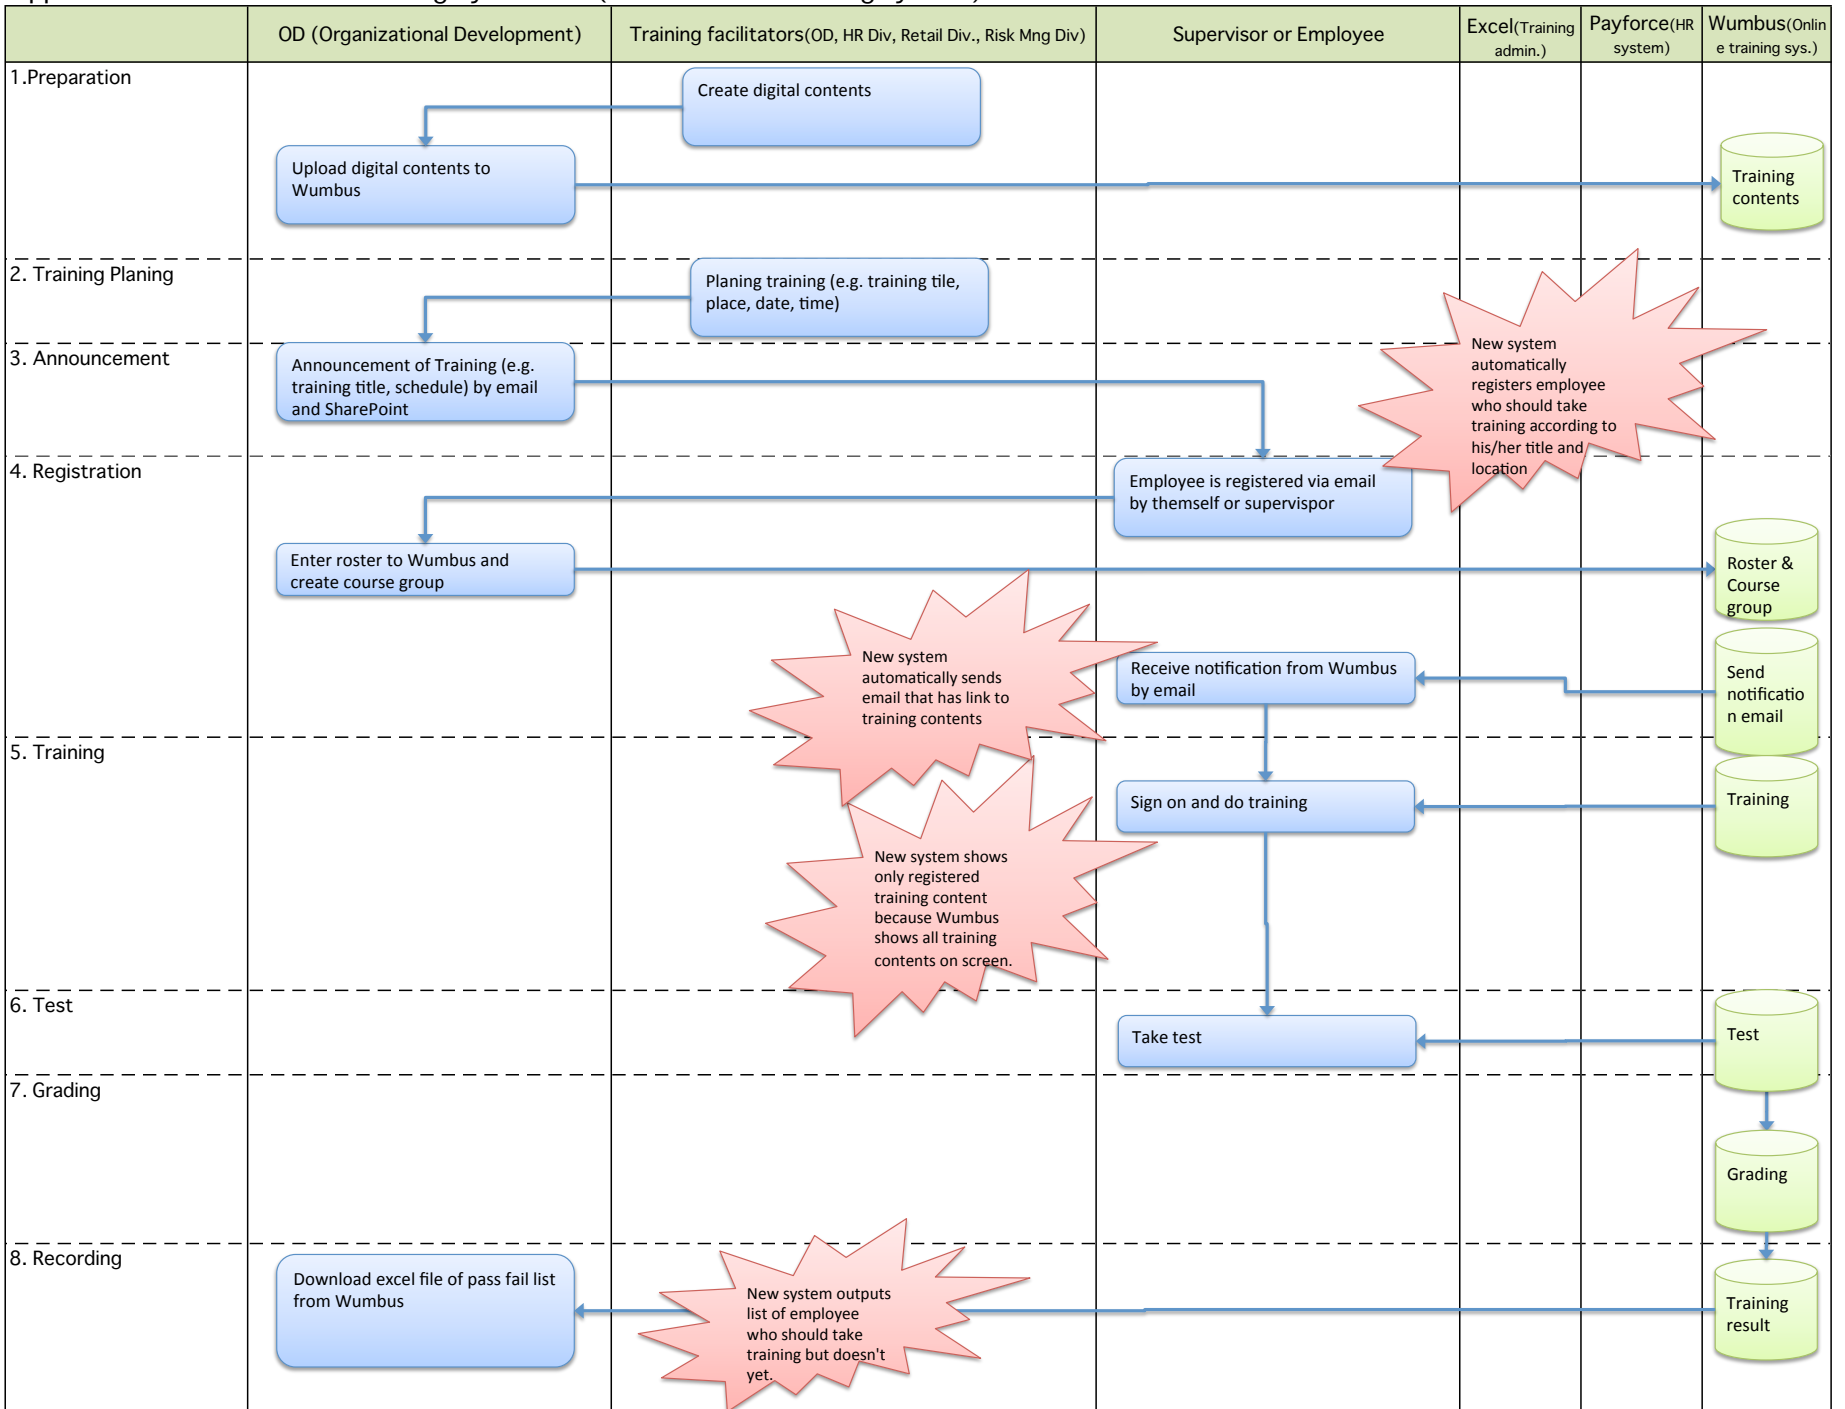 OD (Organizational Development)
Training facilitators(OD, HR Div, Retail Div., Risk Mng Div)
Supervisor or Employee
Excel(Training
admin.)
Payforce(HR
system)
Wumbus(Onlin
e training sys.)
1.Preparation
Create digital contents
Upload digital contents to
Wumbus
Training
contents
2. Training Planing
Planing training (e.g. training tile,
place, date, time)
3. Announcement
Announcement of Training (e.g.
training title, schedule) by email
and SharePoint
New system
automatically
registers employee
who should take
training according to
his/her title and
location
4. Registration
Employee is registered via email
by themself or supervispor
Enter roster to Wumbus and
create course group
Roster &
Course
group
New system
automatically sends
email that has link to
training contents
Receive notification from Wumbus
by email
Send
notificatio
n email
5. Training
Sign on and do training
Training
New system shows
only registered
training content
because Wumbus
shows all training
contents on screen.
6. Test
Take test
Test
7. Grading
Grading
8. Recording
Download excel file of pass fail list
from Wumbus
New system outputs
list of employee
who should take
training but doesn't
yet.
Training
result